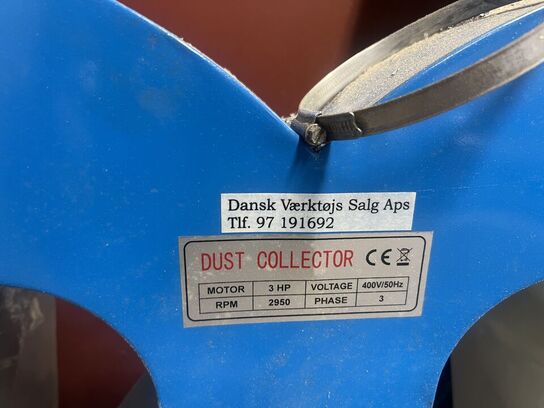 Dansk Værktøjs Salg Aps
Tlf. 97 191692
DUST COLLECTOR CE
MOTOR 3 HP VOLTAGE 400V/50Hz
RPM 2950 PHASE 3